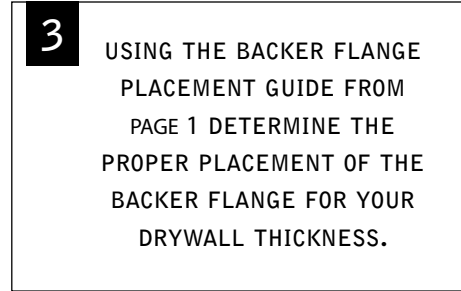 3
USING THE BACKER FLANGE
PLACEMENT GUIDE FROM
PAGE 1 DETERMINE THE
PROPER PLACEMENT OF THE
BACKER FLANGE FOR YOUR
DRYWALL THICKNESS.